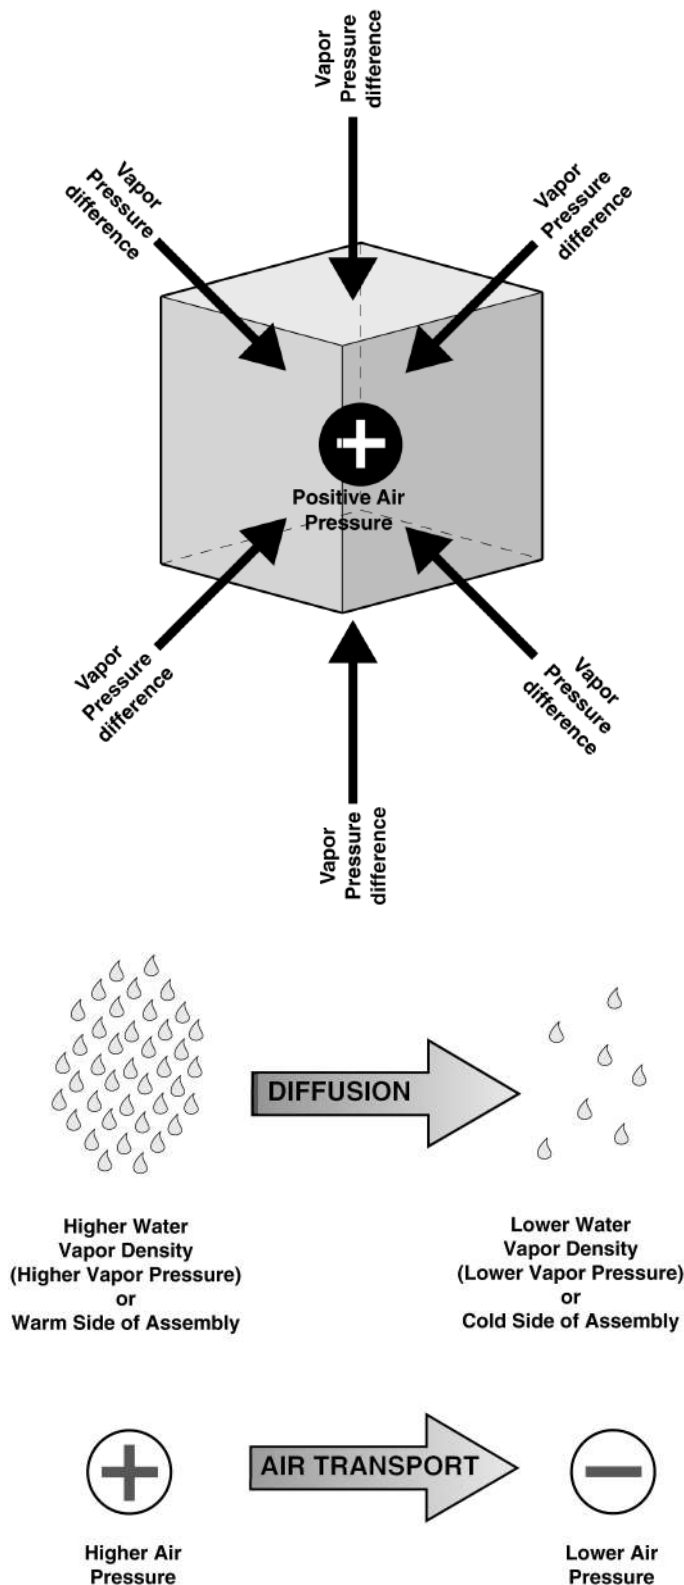 Vapor
Pressure
difference
Vapor
Pressure
difference
Vapor
Pressure
difference
Positive Air
Pressure
Vapor
Pressure
difference
Vapor
Pressure
difference
Vapor
Pressure
difference
DIFFUSION
Higher Water
Vapor Density
(Higher Vapor Pressure)
or
Warm Side of Assembly
Lower Water
Vapor Density
(Lower Vapor Pressure)
or
Cold Side of Assembly
AIR TRANSPORT
Higher Air
Pressure
Lower Air
Pressure